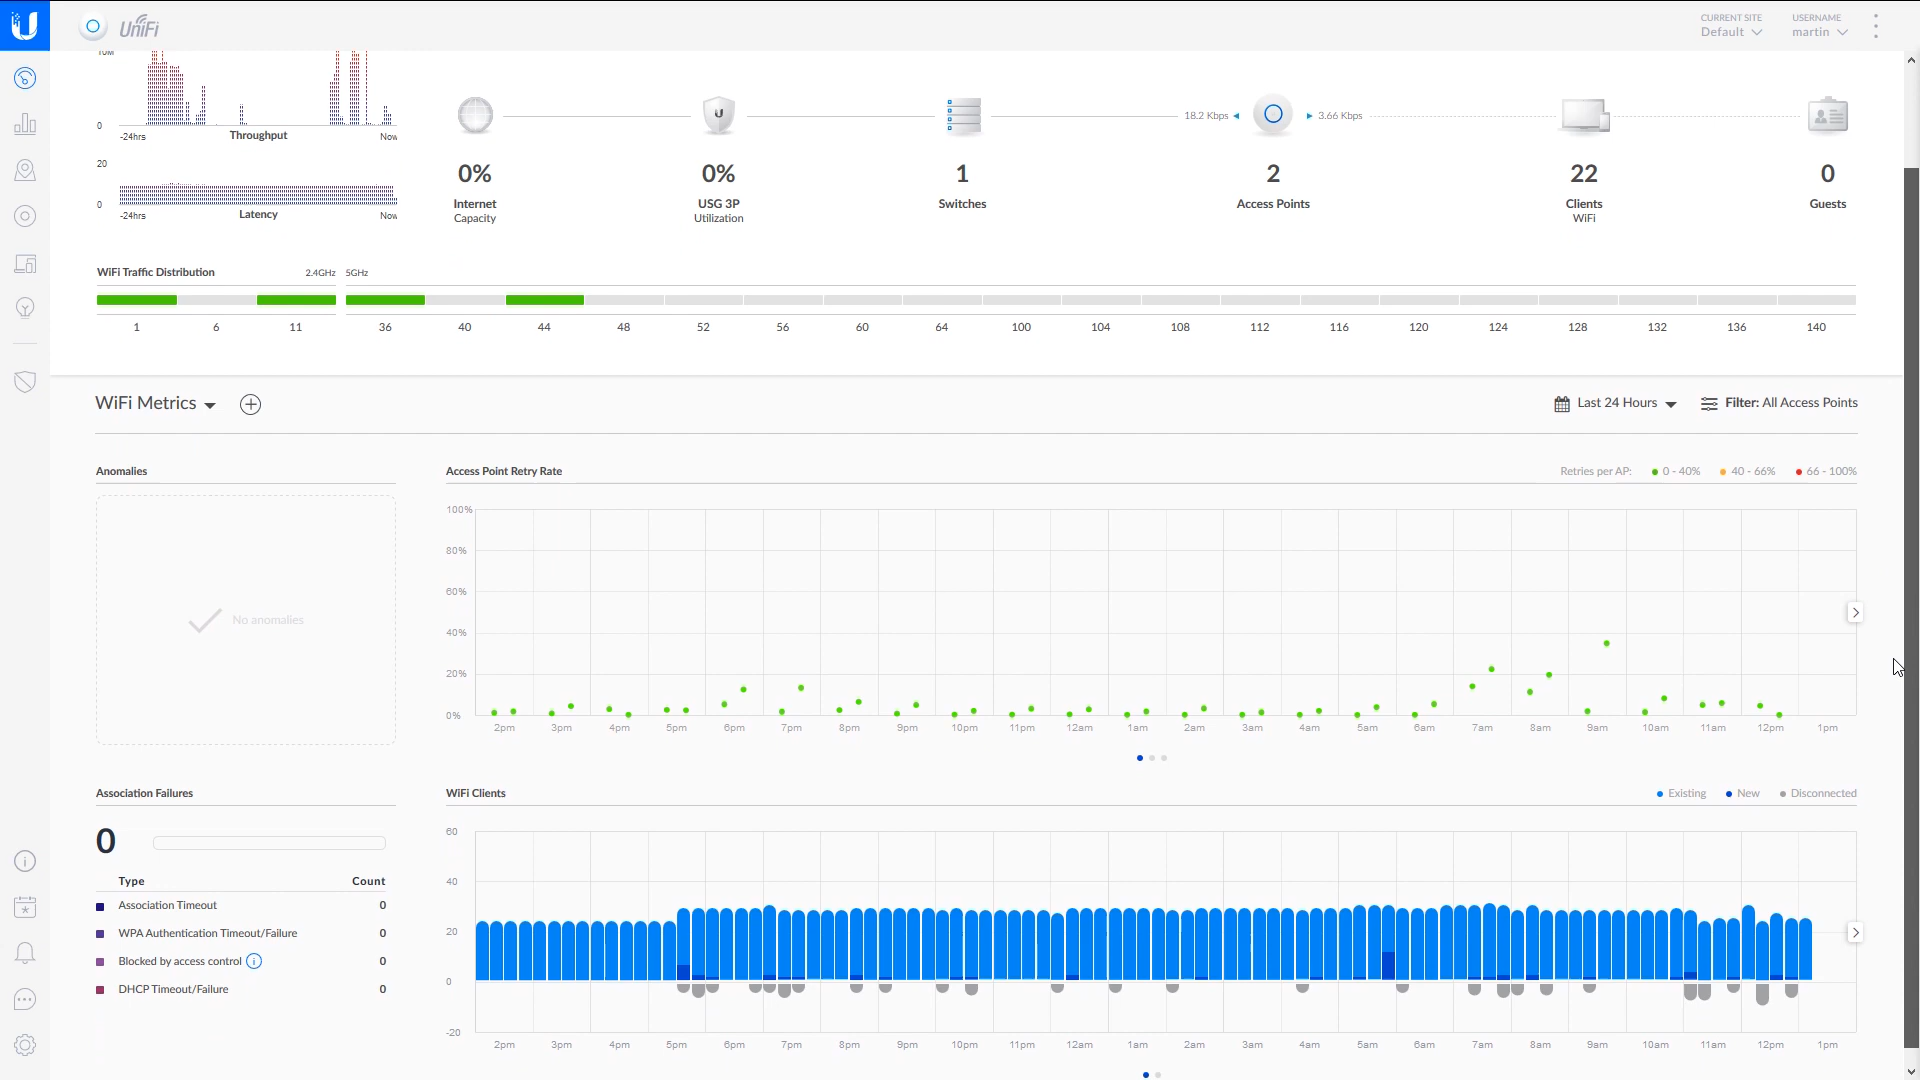 UniFi
CURRENT SITE
Default
USERNAME
martin
10M
0
-24hrs
Throughput
Now
20
0
-24hrs
Latency
Now
18.2 Kbps
3.66 Kbps
0%
Internet
Capacity
0%
USG 3P
Utilization
1
Switches
2
Access Points
22
Clients
WiFi
0
Guests
WiFi Traffic Distribution
2.4GHz
5GHz
1 6 11 36 40 44 48 52 56 60 64 100 104 108 112 116 120 124 128 132 136 140
WiFi Metrics
Last 24 Hours
Filter: All Access Points
Anomalies
No anomalies
Access Point Retry Rate
Retries per AP: 0 - 40% 40 - 66% 66 - 100%
100%
80%
60%
40%
20%
0%
2pm 3pm 4pm 5pm 6pm 7pm 8pm 9pm 10pm 11pm 12am 1am 2am 3am 4am 5am 6am 7am 8am 9am 10am 11am 12pm 1pm
Association Failures
0
Type Count
Association Timeout 0
WPA Authentication Timeout/Failure 0
Blocked by access control 0
DHCP Timeout/Failure 0
WiFi Clients
Existing New Disconnected
60
40
20
0
-20
2pm 3pm 4pm 5pm 6pm 7pm 8pm 9pm 10pm 11pm 12am 1am 2am 3am 4am 5am 6am 7am 8am 9am 10am 11am 12pm 1pm